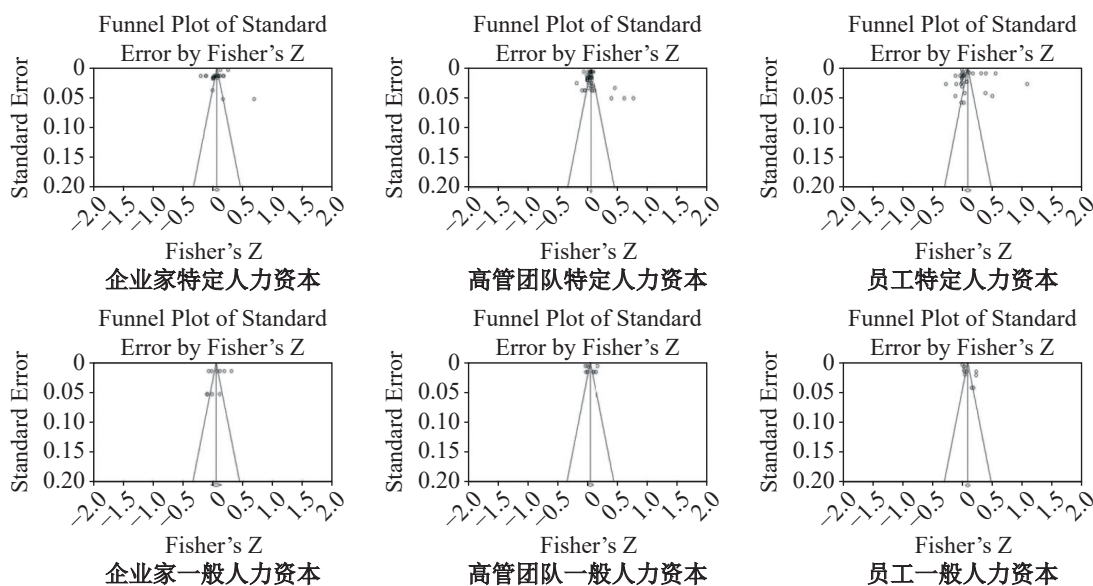 Funnel Plot of Standard
Error by Fisher's Z
Standard Error
0
0.05
0.10
0.15
0.20
−2.0
−1.5
−1.0
−0.5
0
0.5
1.0
1.5
2.0
Fisher's Z
企业家特定人力资本
Funnel Plot of Standard
Error by Fisher's Z
Standard Error
0
0.05
0.10
0.15
0.20
−2.0
−1.5
−1.0
−0.5
0
0.5
1.0
1.5
2.0
Fisher's Z
高管团队特定人力资本
Funnel Plot of Standard
Error by Fisher's Z
Standard Error
0
0.05
0.10
0.15
0.20
−2.0
−1.5
−1.0
−0.5
0
0.5
1.0
1.5
2.0
Fisher's Z
员工特定人力资本
Funnel Plot of Standard
Error by Fisher's Z
Standard Error
0
0.05
0.10
0.15
0.20
−2.0
−1.5
−1.0
−0.5
0
0.5
1.0
1.5
2.0
Fisher's Z
企业家一般人力资本
Funnel Plot of Standard
Error by Fisher's Z
Standard Error
0
0.05
0.10
0.15
0.20
−2.0
−1.5
−1.0
−0.5
0
0.5
1.0
1.5
2.0
Fisher's Z
高管团队一般人力资本
Funnel Plot of Standard
Error by Fisher's Z
Standard Error
0
0.05
0.10
0.15
0.20
−2.0
−1.5
−1.0
−0.5
0
0.5
1.0
1.5
2.0
Fisher's Z
员工一般人力资本